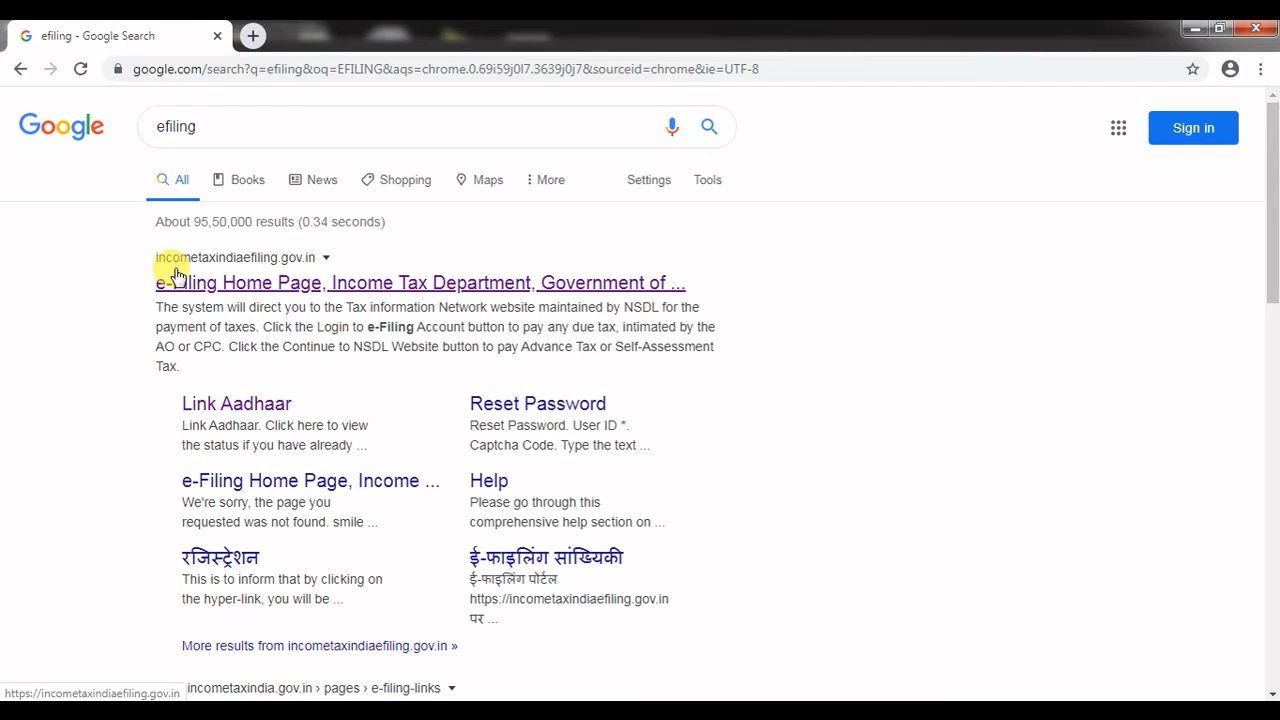 efiling - Google Search
google.com/search?q=efiling&oq=EFILING&aqs=chrome.0.69i59j0l7.3639j0j7&sourceid=chrome&ie=UTF-8
Google
efiling
Sign in
All Books News Shopping Maps More Settings Tools
About 95,50,000 results (0.34 seconds)
incometaxindiaefiling.gov.in
e-Filing Home Page, Income Tax Department, Government of ...
The system will direct you to the Tax information Network website maintained by NSDL for the
payment of taxes. Click the Login to e-Filing Account button to pay any due tax, intimated by the
AO or CPC. Click the Continue to NSDL Website button to pay Advance Tax or Self-Assessment
Tax.
Link Aadhaar
Link Aadhaar. Click here to view
the status if you have already ...
Reset Password
Reset Password. User ID *.
Captcha Code. Type the text ...
e-Filing Home Page, Income ...
We're sorry, the page you
requested was not found. smile ...
Help
Please go through this
comprehensive help section on ...
रजिस्ट्रेशन
This is to inform that by clicking on
the hyper-link, you will be ...
ई-फाइलिंग सांख्यिकी
ई-फाइलिंग पोर्टल
https://incometaxindiaefiling.gov.in
पर ...
More results from incometaxindiaefiling.gov.in »
incometaxindia.gov.in › pages › e-filing-links
https://incometaxindiaefiling.gov.in